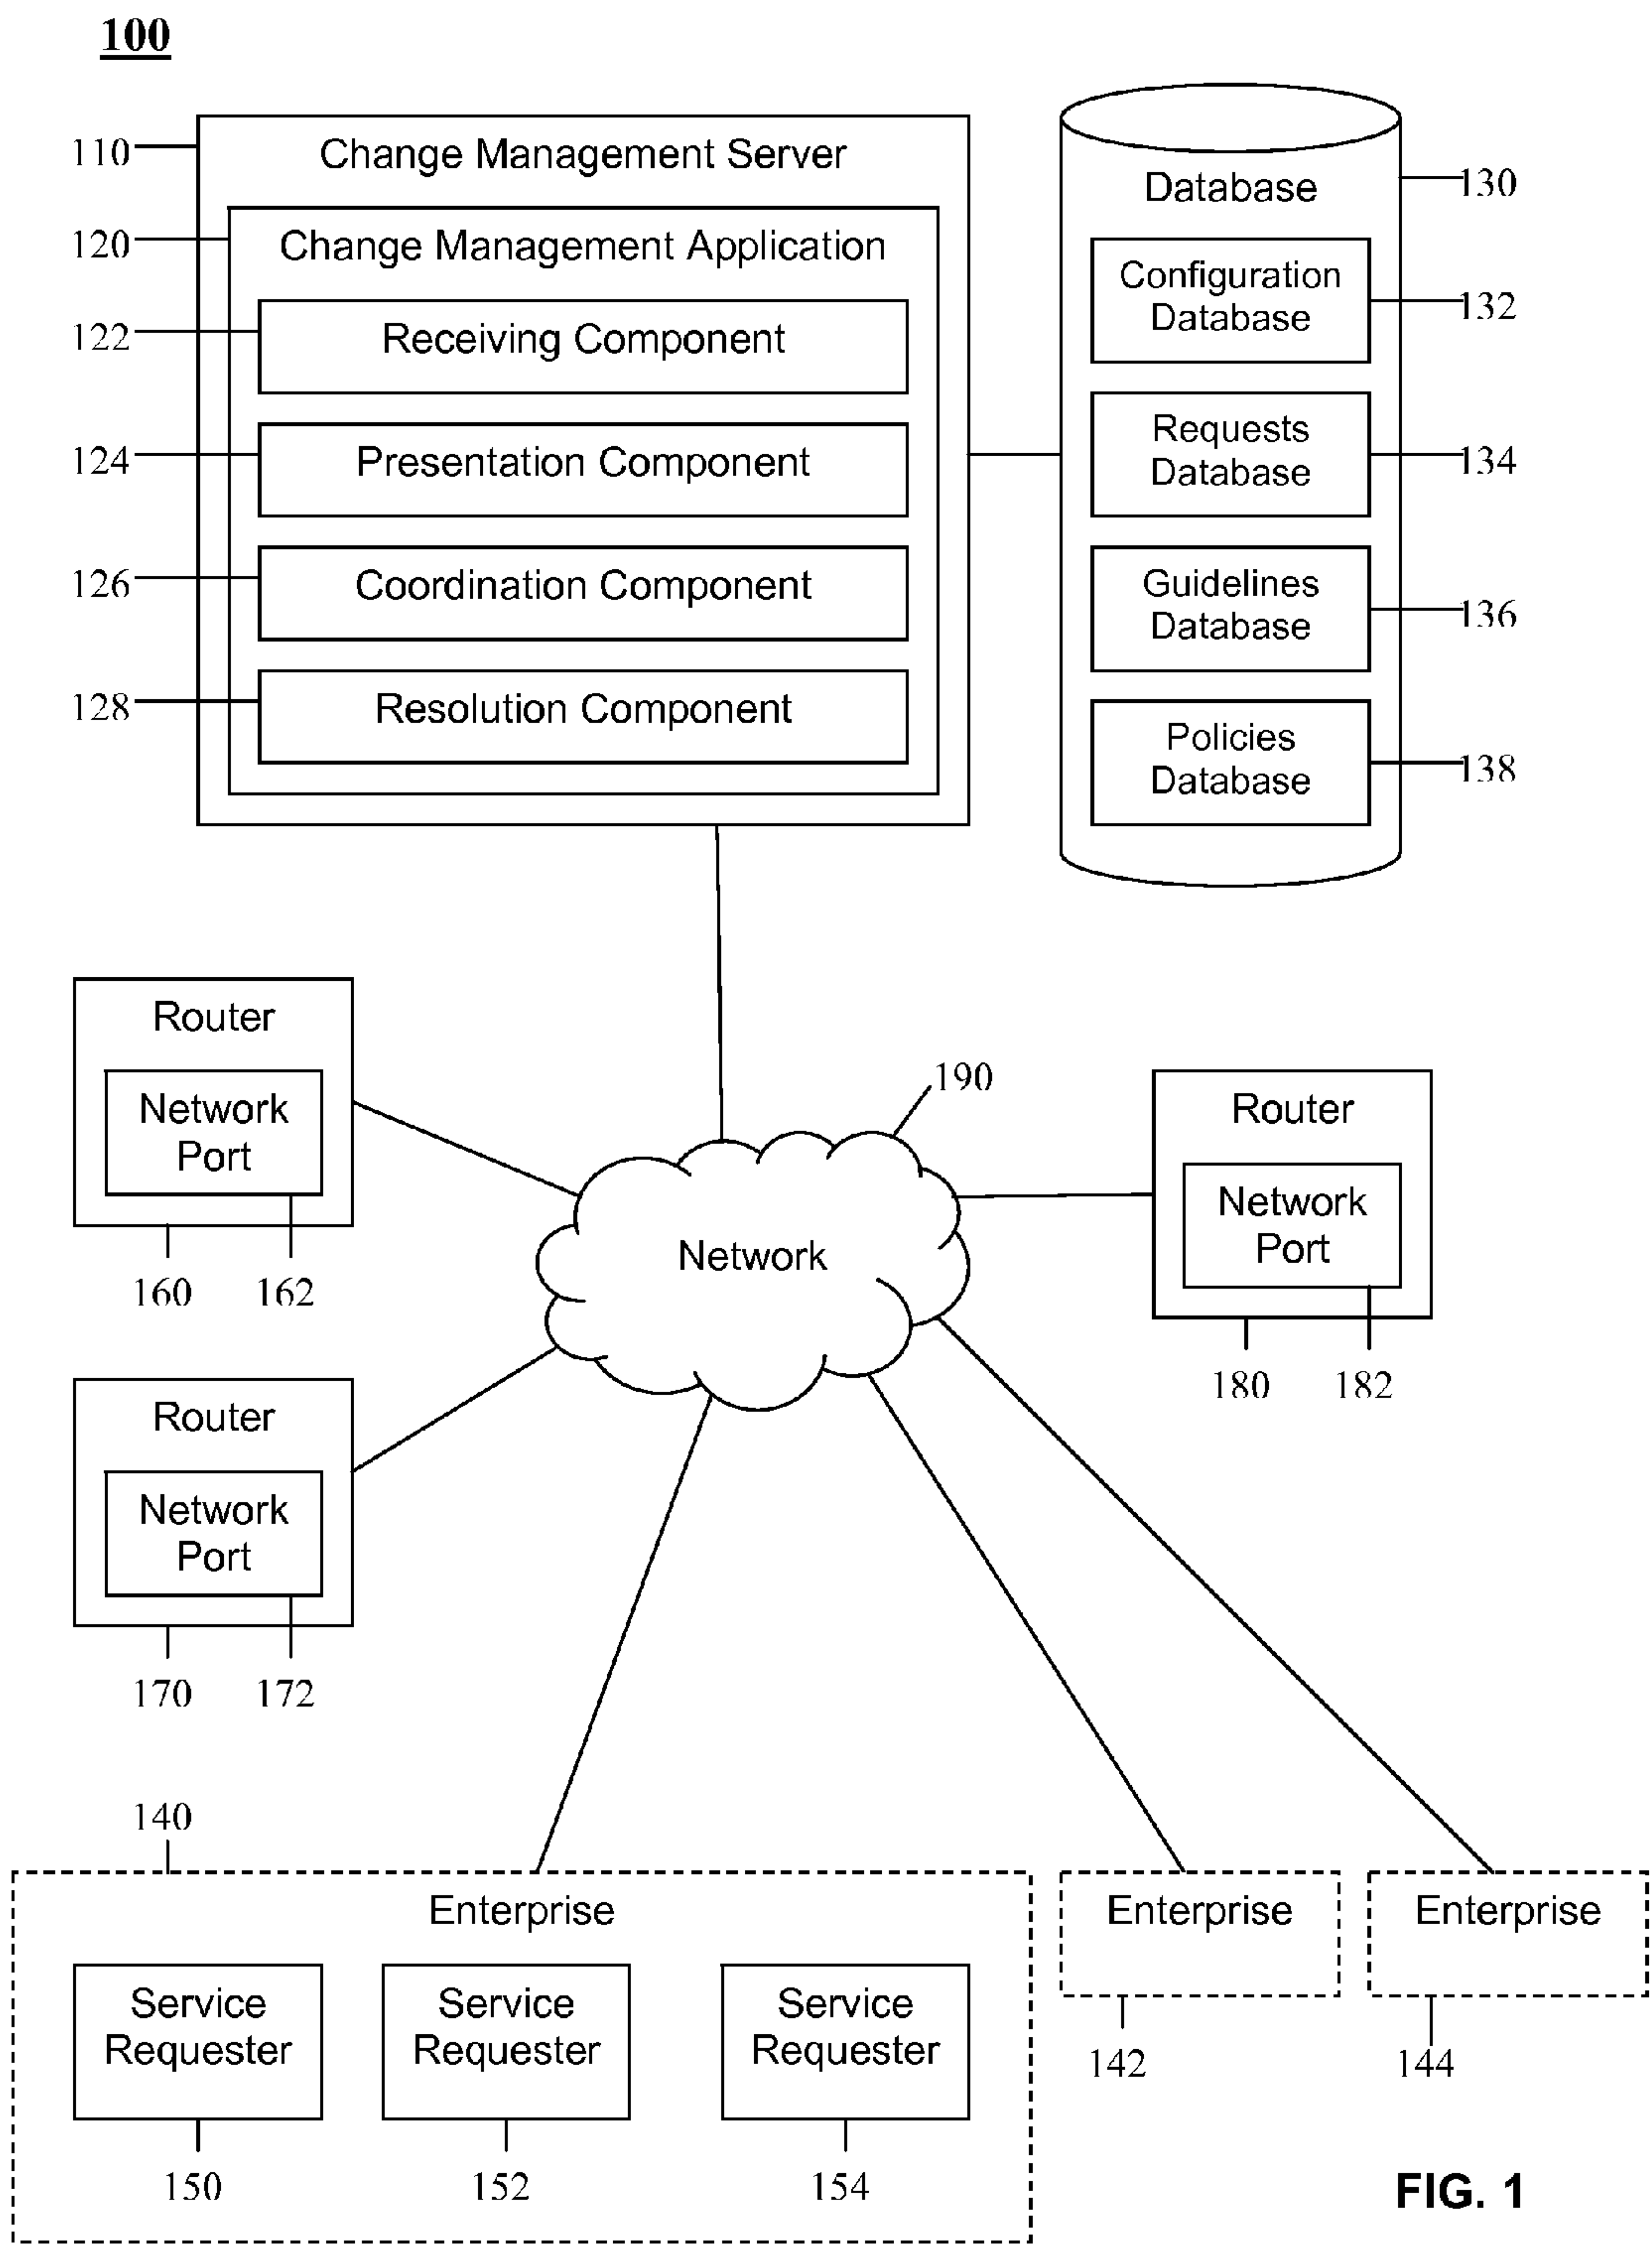 100
110
Change Management Server
120
Change Management Application
122
Receiving Component
124
Presentation Component
126
Coordination Component
128
Resolution Component
Database
130
Configuration
Database
132
Requests
Database
134
Guidelines
Database
136
Policies
Database
138
Router
Network
Port
160
162
190
Network
Router
Network
Port
180
182
Router
Network
Port
170
172
140
Enterprise
Service
Requester
150
Service
Requester
152
Service
Requester
154
Enterprise
142
Enterprise
144
FIG. 1